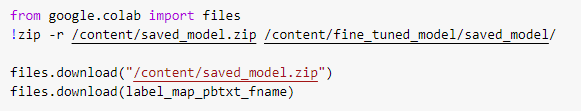 from google.colab import files
!zip -r /content/saved_model.zip /content/fine_tuned_model/saved_model/
files.download("/content/saved_model.zip")
files.download(label_map_pbtxt_fname)